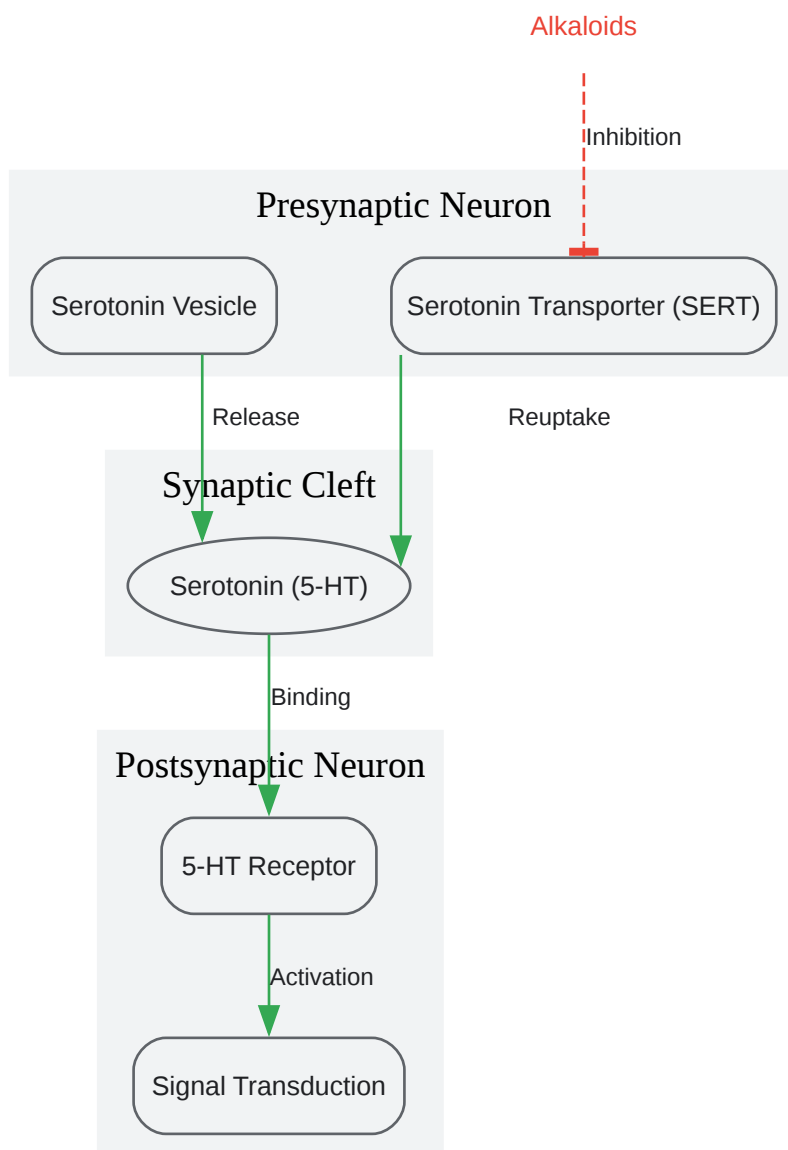 Alkaloids
Inhibition
Presynaptic Neuron
Serotonin Vesicle
Serotonin Transporter (SERT)
Release
Reuptake
Synaptic Cleft
Serotonin (5-HT)
Binding
Postsynaptic Neuron
5-HT Receptor
Activation
Signal Transduction